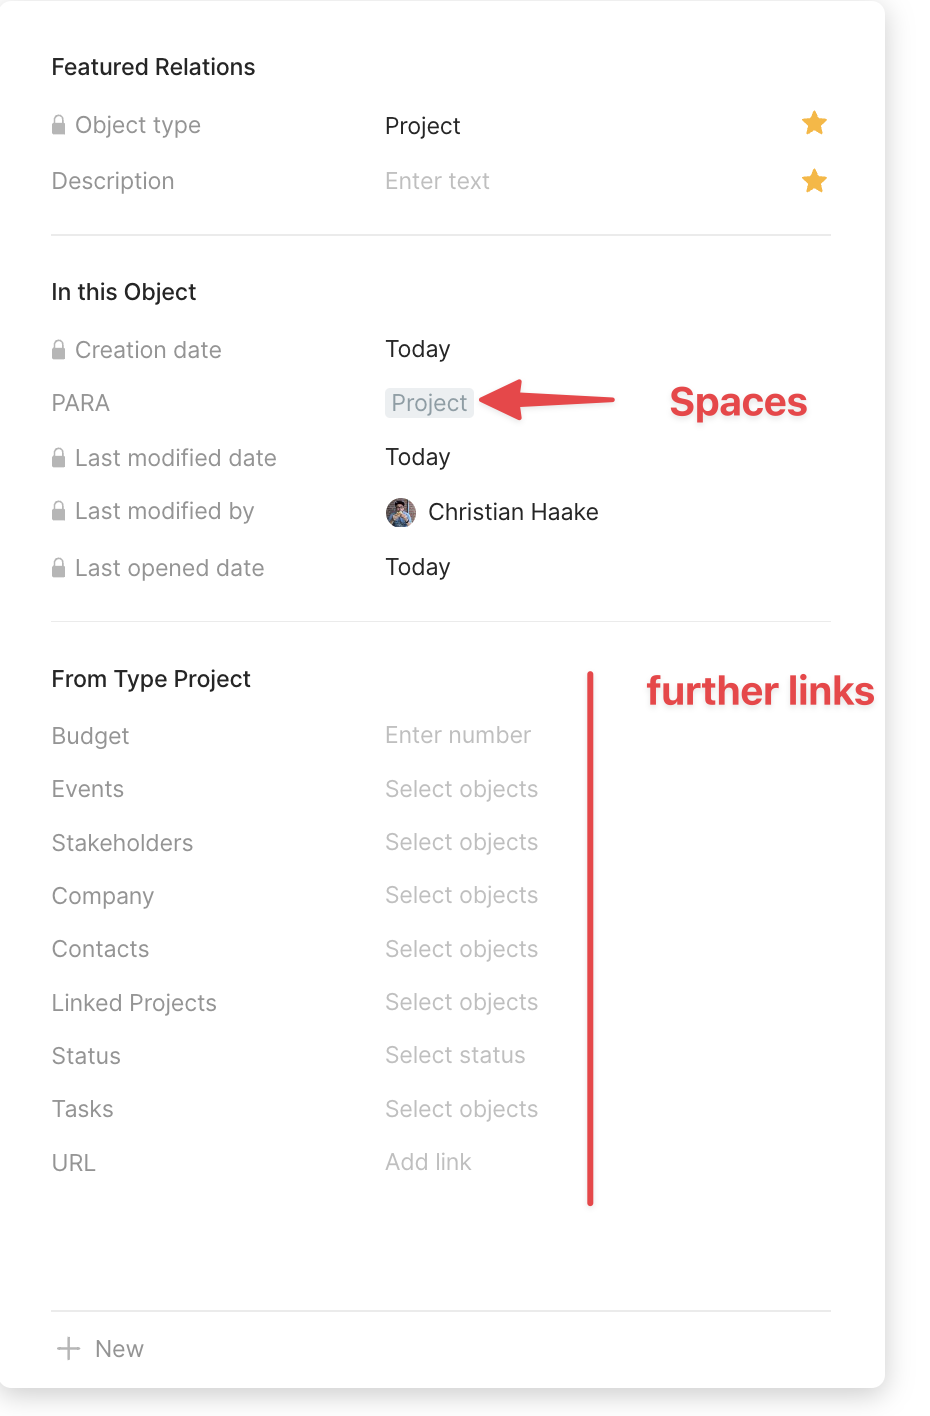 Featured Relations
Object type Project
Description Enter text
In this Object
Creation date Today
PARA Project Spaces
Last modified date Today
Last modified by Christian Haake
Last opened date Today
From Type Project further links
Budget Enter number
Events Select objects
Stakeholders Select objects
Company Select objects
Contacts Select objects
Linked Projects Select objects
Status Select status
Tasks Select objects
URL Add link
New